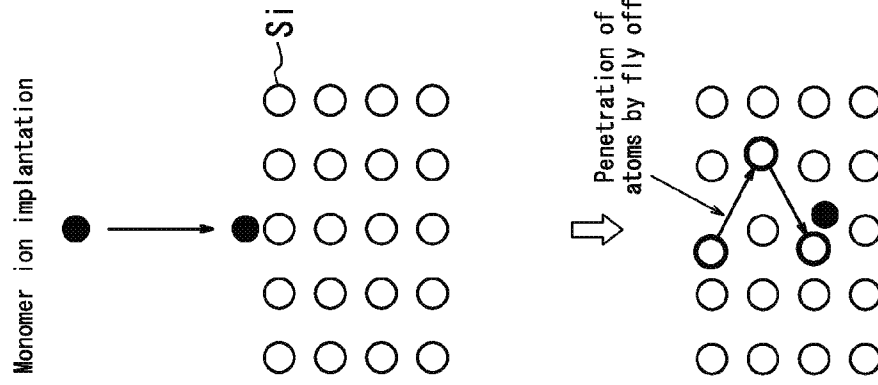 Monomer ion implantation
Si
Penetration of
atoms by fly off